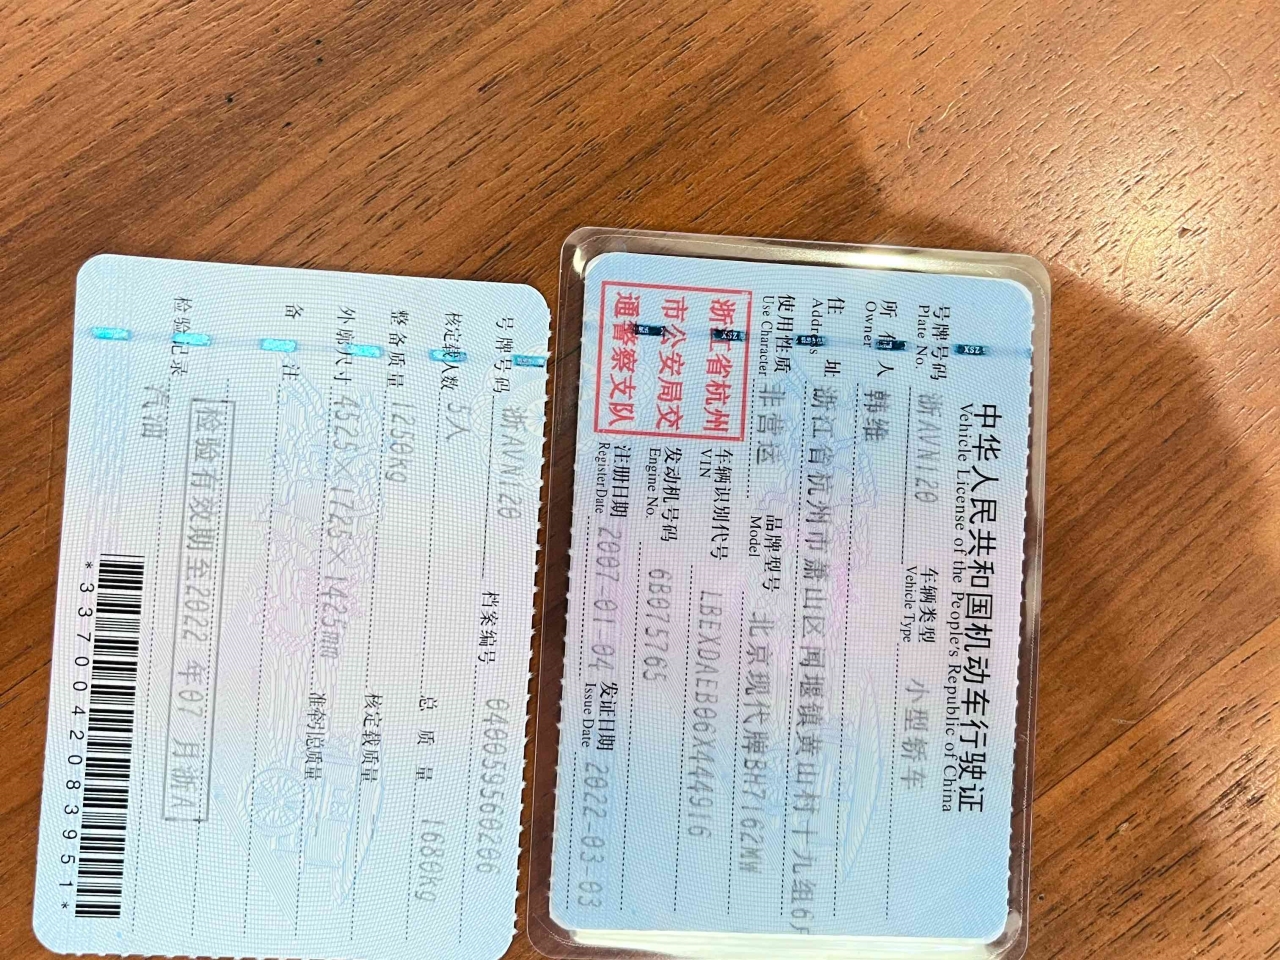 中华人民共和国机动车行驶证
Vehicle License of the People's Republic of China
号牌号码 浙AVN120 车辆类型 小型轿车
Plate No. Vehicle Type
所有人 韩维
Owner
住址 浙江省杭州市萧山区闻堰镇黄山村十九组6户
Address
使用性质 非营运 品牌型号 北京现代牌BH7162MW
Use Character Model
浙江省杭州
市公安局交
通警察支队
车辆识别代号 LBEXDAEB06X444916
VIN
发动机号码 6B075765
Engine No.
注册日期 2007-01-04 发证日期 2022-03-03
Register Date Issue Date
号牌号码 浙AVN120 档案编号 040059560206
核定载人数 5人 总质量 1680kg
整备质量 1250kg 核定载质量
外廓尺寸 4525×1725×1425mm 准牵引总质量
备注
检验有效期至2022年07月浙A
检验记录
汽油
*3370042083951*